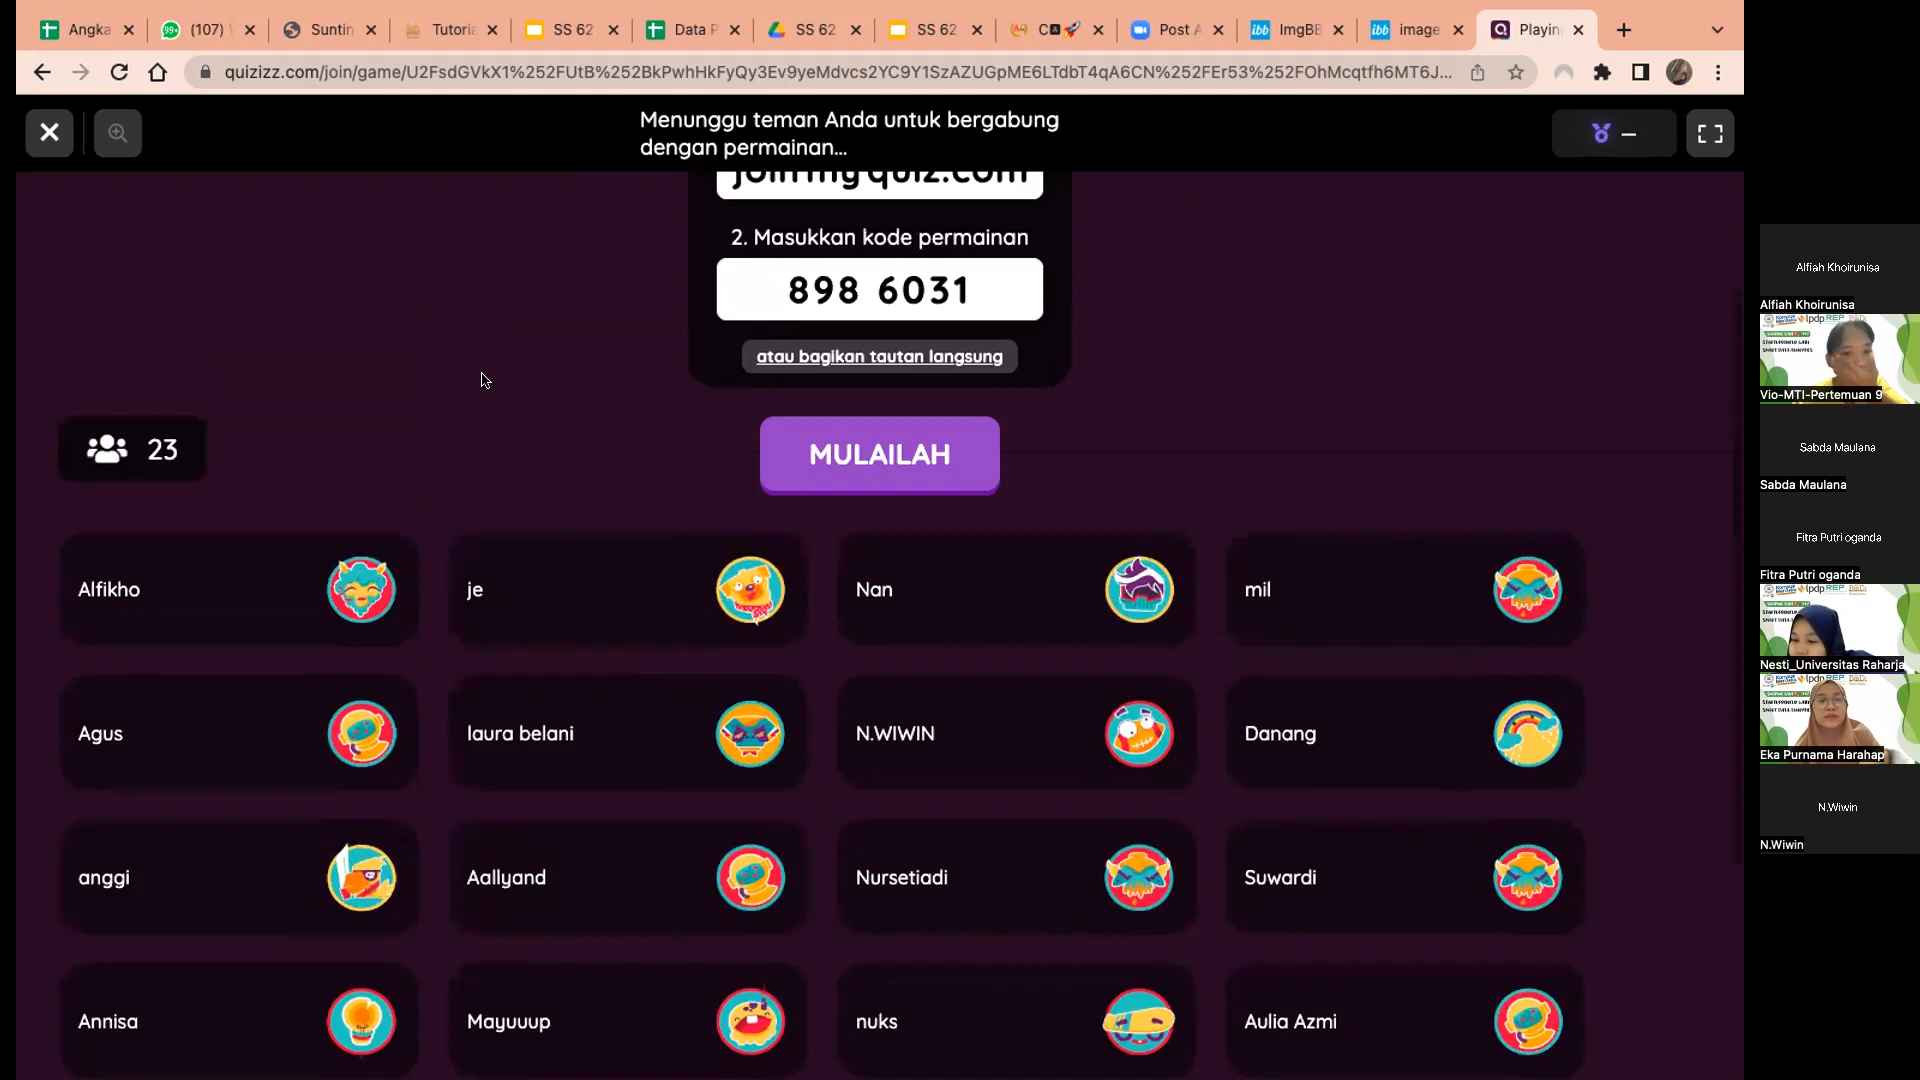 Angka
(107)
Suntin
Tutoria
SS 62
Data P
SS 62
SS 62
Post A
ImgBB
image
Playin
quizizz.com/join/game/U2FsdGVkX1%252FUtB%252BkPwhHkFyQy3Ev9yeMdvcs2YC9Y1SzAZUGpME6LTdbT4qA6CN%252FEr53%252FOhMcqtfh6MT6J...
Menunggu teman Anda untuk bergabung
dengan permainan...
joinmyquiz.com
2. Masukkan kode permainan
898 6031
atau bagikan tautan langsung
23
MULAILAH
Alfikho
je
Nan
mil
Agus
laura belani
N.WIWIN
Danang
anggi
Aallyand
Nursetiadi
Suwardi
Annisa
Mayuuup
nuks
Aulia Azmi
Alfiah Khoirunisa
Alfiah Khoirunisa
Vio-MTI-Pertemuan 9
Sabda Maulana
Sabda Maulana
Fitra Putri oganda
Fitra Putri oganda
Nesti_Universitas Raharja
Eka Purnama Harahap
N.Wiwin
N.Wiwin